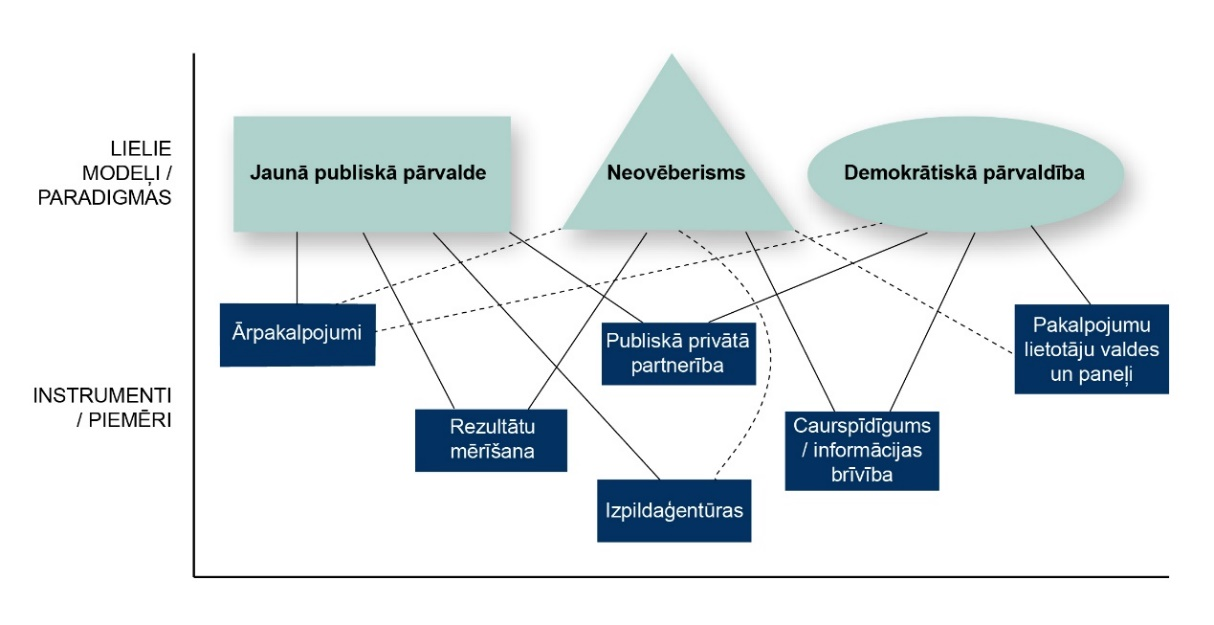 LIELIE
MODEĻI /
PARADIGMAS
Jaunā publiskā pārvalde
Neovēberisms
Demokrātiskā pārvaldība
INSTRUMENTI
/ PIEMĒRI
Ārpakalpojumi
Rezultātu
mērīšana
Izpildaģentūras
Publiskā privātā
partnerība
Caurspīdīgums
/ informācijas
brīvība
Pakalpojumu
lietotāju valdes
un paneļi